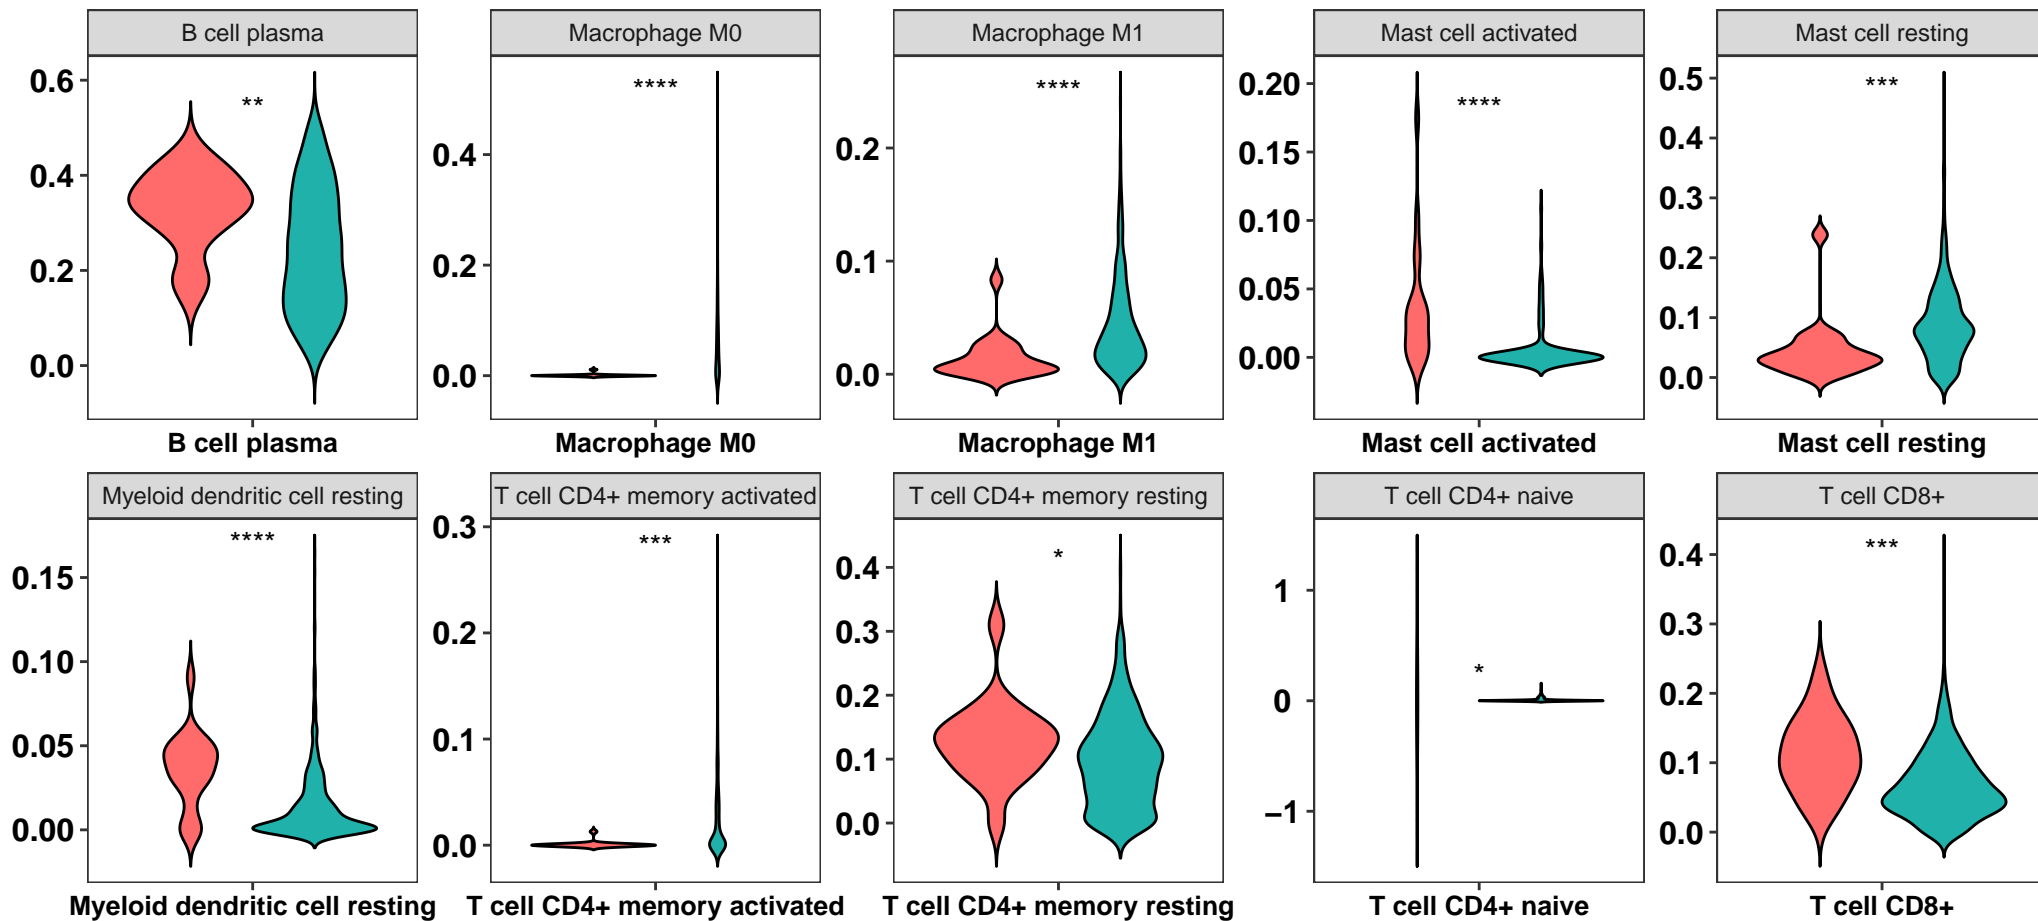 B cell plasma
Macrophage M0
Macrophage M1
Mast cell activated
Mast cell resting
0.6
0.4
0.2
0.0
**
0.4
0.2
0.0
****
0.2
0.1
0.0
****
0.20
0.15
0.10
0.05
0.00
****
0.5
0.4
0.3
0.2
0.1
0.0
***
B cell plasma
Macrophage M0
Macrophage M1
Mast cell activated
Mast cell resting
Myeloid dendritic cell resting
T cell CD4+ memory activated
T cell CD4+ memory resting
T cell CD4+ naive
T cell CD8+
0.15
0.10
0.05
0.00
****
0.3
0.2
0.1
0.0
***
0.4
0.3
0.2
0.1
0.0
*
1
0
−1
*
0.4
0.3
0.2
0.1
0.0
***
Myeloid dendritic cell resting
T cell CD4+ memory activated
T cell CD4+ memory resting
T cell CD4+ naive
T cell CD8+